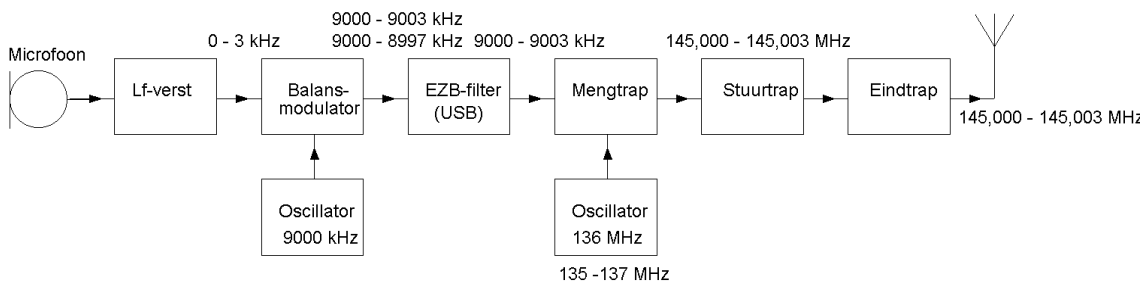 9000 - 9003 kHz
0 - 3 kHz
9000 - 8997 kHz
9000 - 9003 kHz
145,000 - 145,003 MHz
Microfoon
Lf-verst
Balans-
modulator
EZB-filter
(USB)
Mengtrap
Stuurtrap
Eindtrap
145,000 - 145,003 MHz
Oscillator
9000 kHz
Oscillator
136 MHz
135 -137 MHz